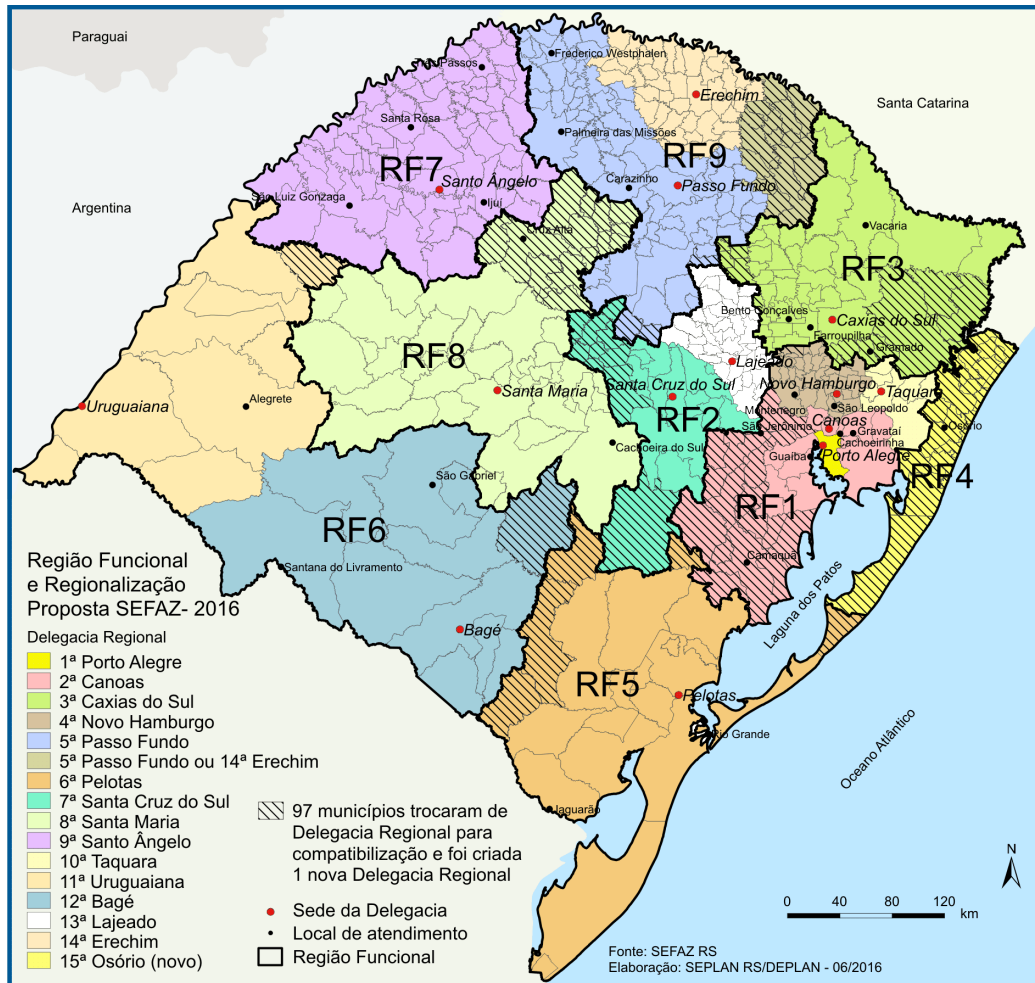 Paraguai
Frederico Westphalen
Três Passos
Erechim
Santa Catarina
Santa Rosa
Palmeira das Missões
RF9
RF7
Santo Ângelo
Carazinho
Passo Fundo
São Luiz Gonzaga
Ijuí
Argentina
Vacaria
Cruz Alta
RF3
Bento Gonçalves
Caxias do Sul
Farroupilha
Gramado
RF8
Lajeado
Santa Maria
Santa Cruz do Sul
Novo Hamburgo
Taquara
Uruguaiana
Alegrete
Montenegro
São Leopoldo
RF2
São Jerônimo
Canoas
Gravataí
Osório
Cachoeira do Sul
Cachoeirinha
Guaíba
Porto Alegre
RF4
São Gabriel
RF1
RF6
Camaquã
Santana do Livramento
Laguna dos Patos
Bagé
RF5
Pelotas
Rio Grande
Oceano Atlântico
Jaguarão
Região Funcional
e Regionalização
Proposta SEFAZ- 2016
Delegacia Regional
1ª Porto Alegre
2ª Canoas
3ª Caxias do Sul
4ª Novo Hamburgo
5ª Passo Fundo
5ª Passo Fundo ou 14ª Erechim
6ª Pelotas
7ª Santa Cruz do Sul
8ª Santa Maria
9ª Santo Ângelo
10ª Taquara
11ª Uruguaiana
12ª Bagé
13ª Lajeado
14ª Erechim
15ª Osório (novo)
97 municípios trocaram de
Delegacia Regional para
compatibilização e foi criada
1 nova Delegacia Regional
Sede da Delegacia
Local de atendimento
Região Funcional
N
0 40 80 120
km
Fonte: SEFAZ RS
Elaboração: SEPLAN RS/DEPLAN - 06/2016